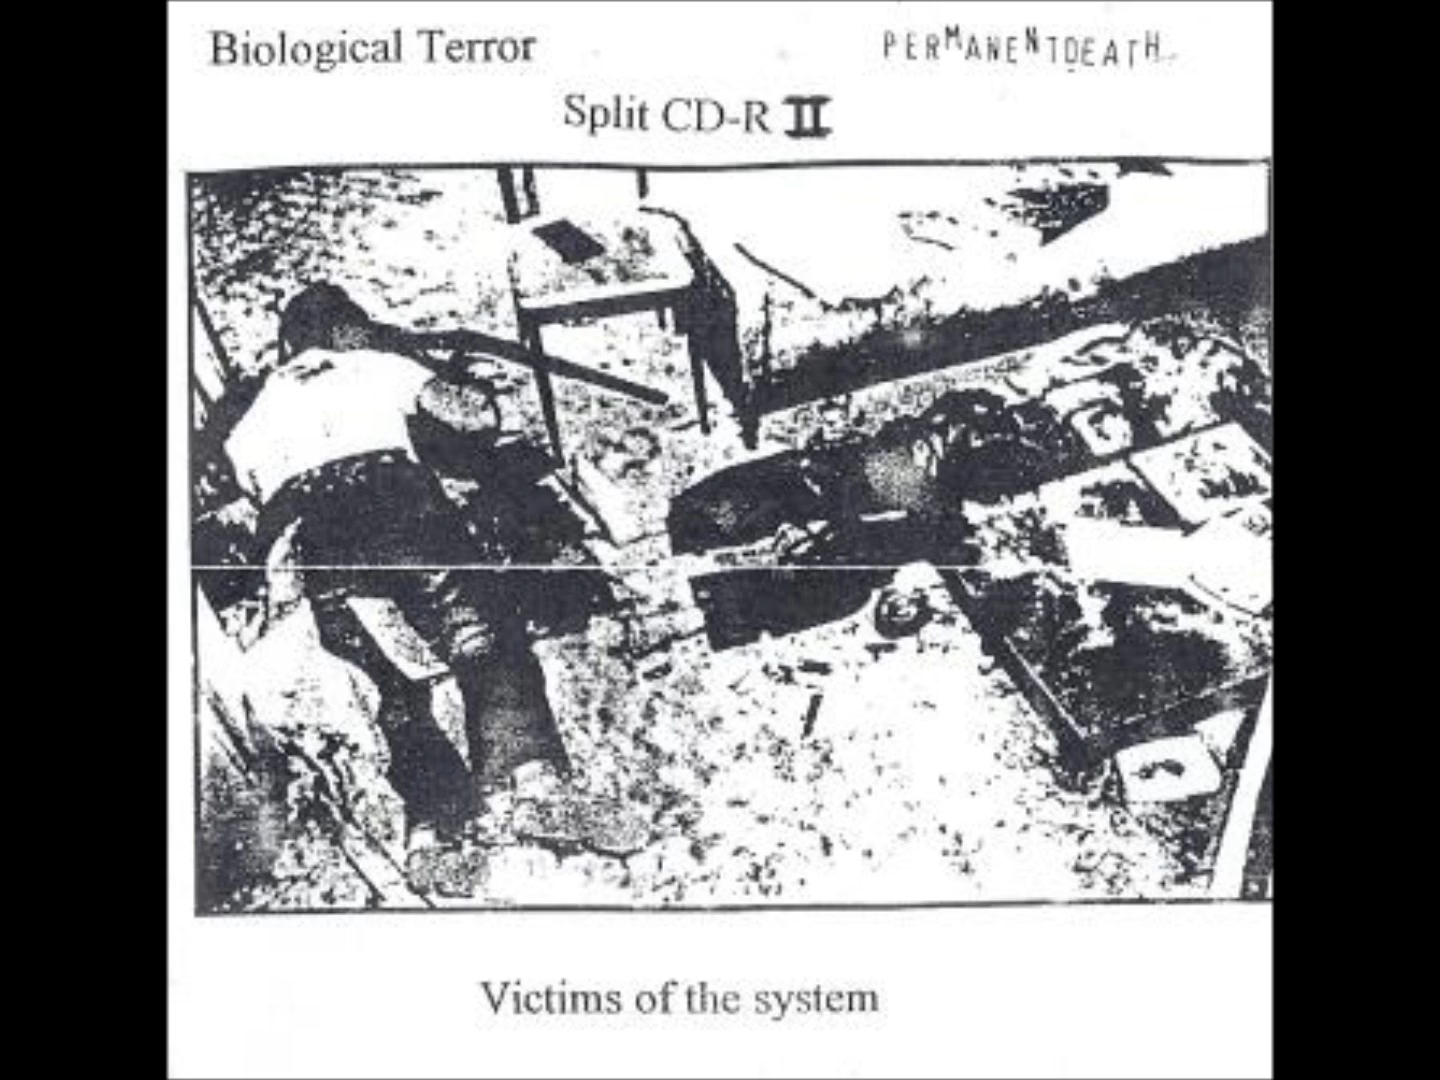 Biological Terror
PERMANENTDEATH
Split CD-R II
Victims of the system